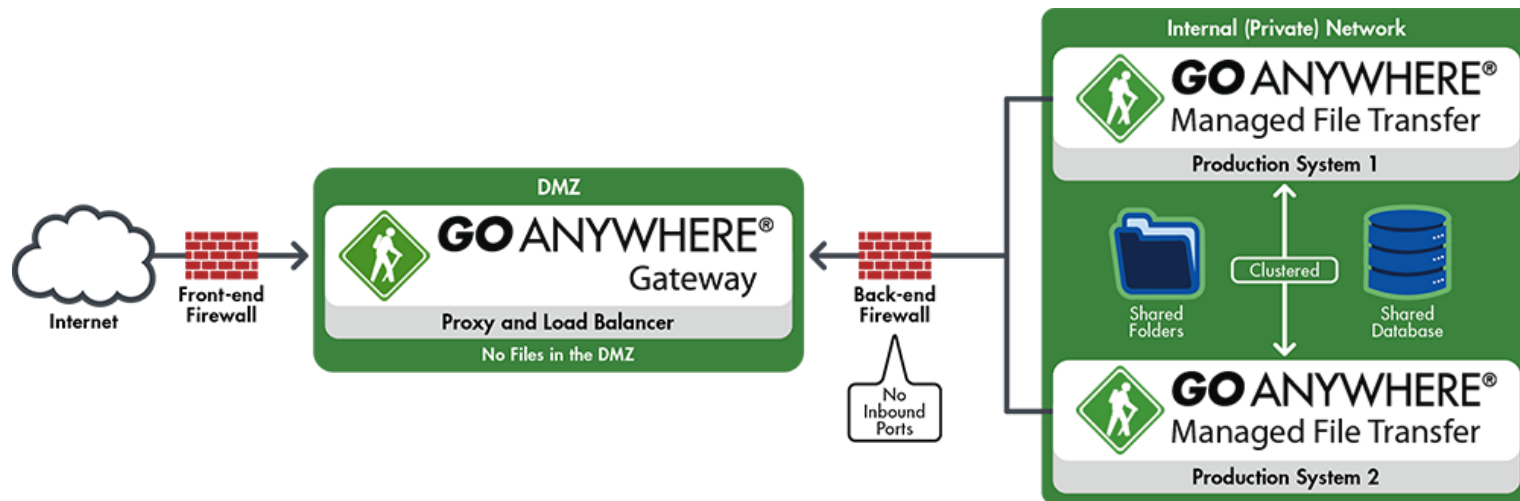 Internet
Front-end
Firewall
DMZ
GO ANYWHERE®
Gateway
Proxy and Load Balancer
No Files in the DMZ
Back-end
Firewall
No
Inbound
Ports
Internal (Private) Network
GO ANYWHERE®
Managed File Transfer
Production System 1
Shared
Folders
Clustered
Shared
Database
GO ANYWHERE®
Managed File Transfer
Production System 2